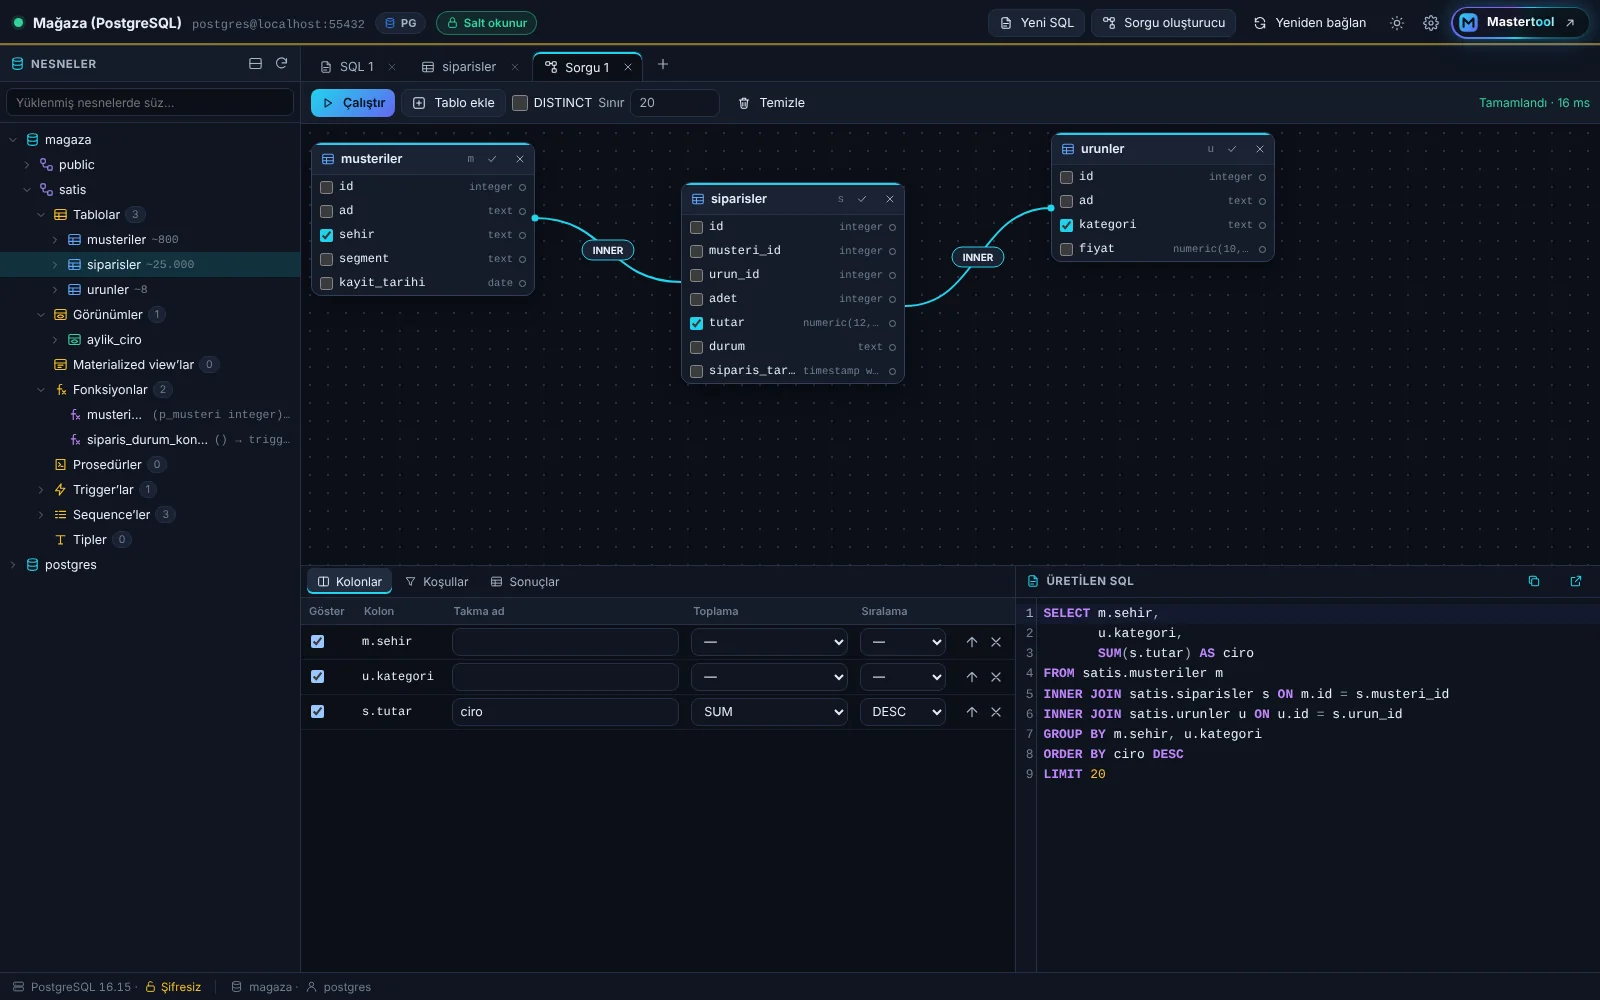 Mağaza (PostgreSQL) postgres@localhost:55432 PG Salt okunur Yeni SQL Sorgu oluşturucu Yeniden bağlan Mastertool
NESNELER
SQL 1 siparisler Sorgu 1
Yüklenmiş nesnelerde süz...
Çalıştır Tablo ekle DISTINCT Sınır 20 Temizle Tamamlandı · 16 ms
magaza
public
satis
Tablolar 3
musteriler ~800
siparisler ~25.000
urunler ~8
Görünümler 1
aylik_ciro
Materialized view'lar 0
Fonksiyonlar 2
musteri... (p_musteri integer)...
siparis_durum_kon... () → trigg...
Prosedürler 0
Trigger'lar 1
Sequence'ler 3
Tipler 0
postgres
musteriler m
id integer
ad text
sehir text
segment text
kayit_tarihi date
INNER
siparisler s
id integer
musteri_id integer
urun_id integer
adet integer
tutar numeric(12,...
durum text
siparis_tar... timestamp w...
INNER
urunler u
id integer
ad text
kategori text
fiyat numeric(10,...
Kolonlar Koşullar Sonuçlar
Göster Kolon Takma ad Toplama Sıralama
m.sehir — —
u.kategori — —
s.tutar ciro SUM DESC
ÜRETİLEN SQL
1 SELECT m.sehir,
2 u.kategori,
3 SUM(s.tutar) AS ciro
4 FROM satis.musteriler m
5 INNER JOIN satis.siparisler s ON m.id = s.musteri_id
6 INNER JOIN satis.urunler u ON u.id = s.urun_id
7 GROUP BY m.sehir, u.kategori
8 ORDER BY ciro DESC
9 LIMIT 20
PostgreSQL 16.15 · Şifresiz magaza · postgres